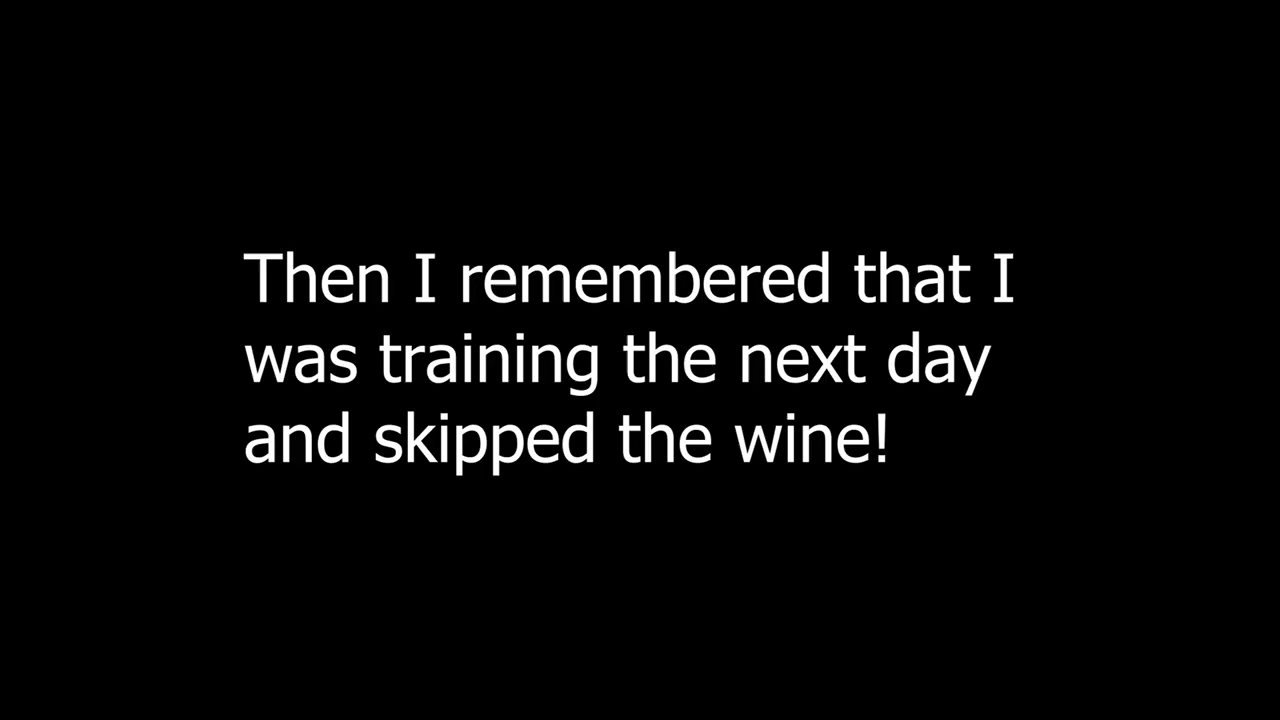 Then I remembered that I
was training the next day
and skipped the wine!